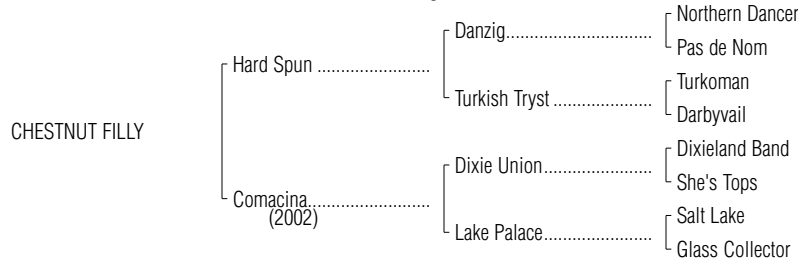 Northern Dancer
Danzig..............................
Pas de Nom
Hard Spun ........................
Turkoman
Turkish Tryst .....................
Darbyvail
CHESTNUT FILLY
Dixieland Band
Dixie Union.......................
She's Tops
Comacina..........................
(2002)
Salt Lake
Lake Palace.......................
Glass Collector